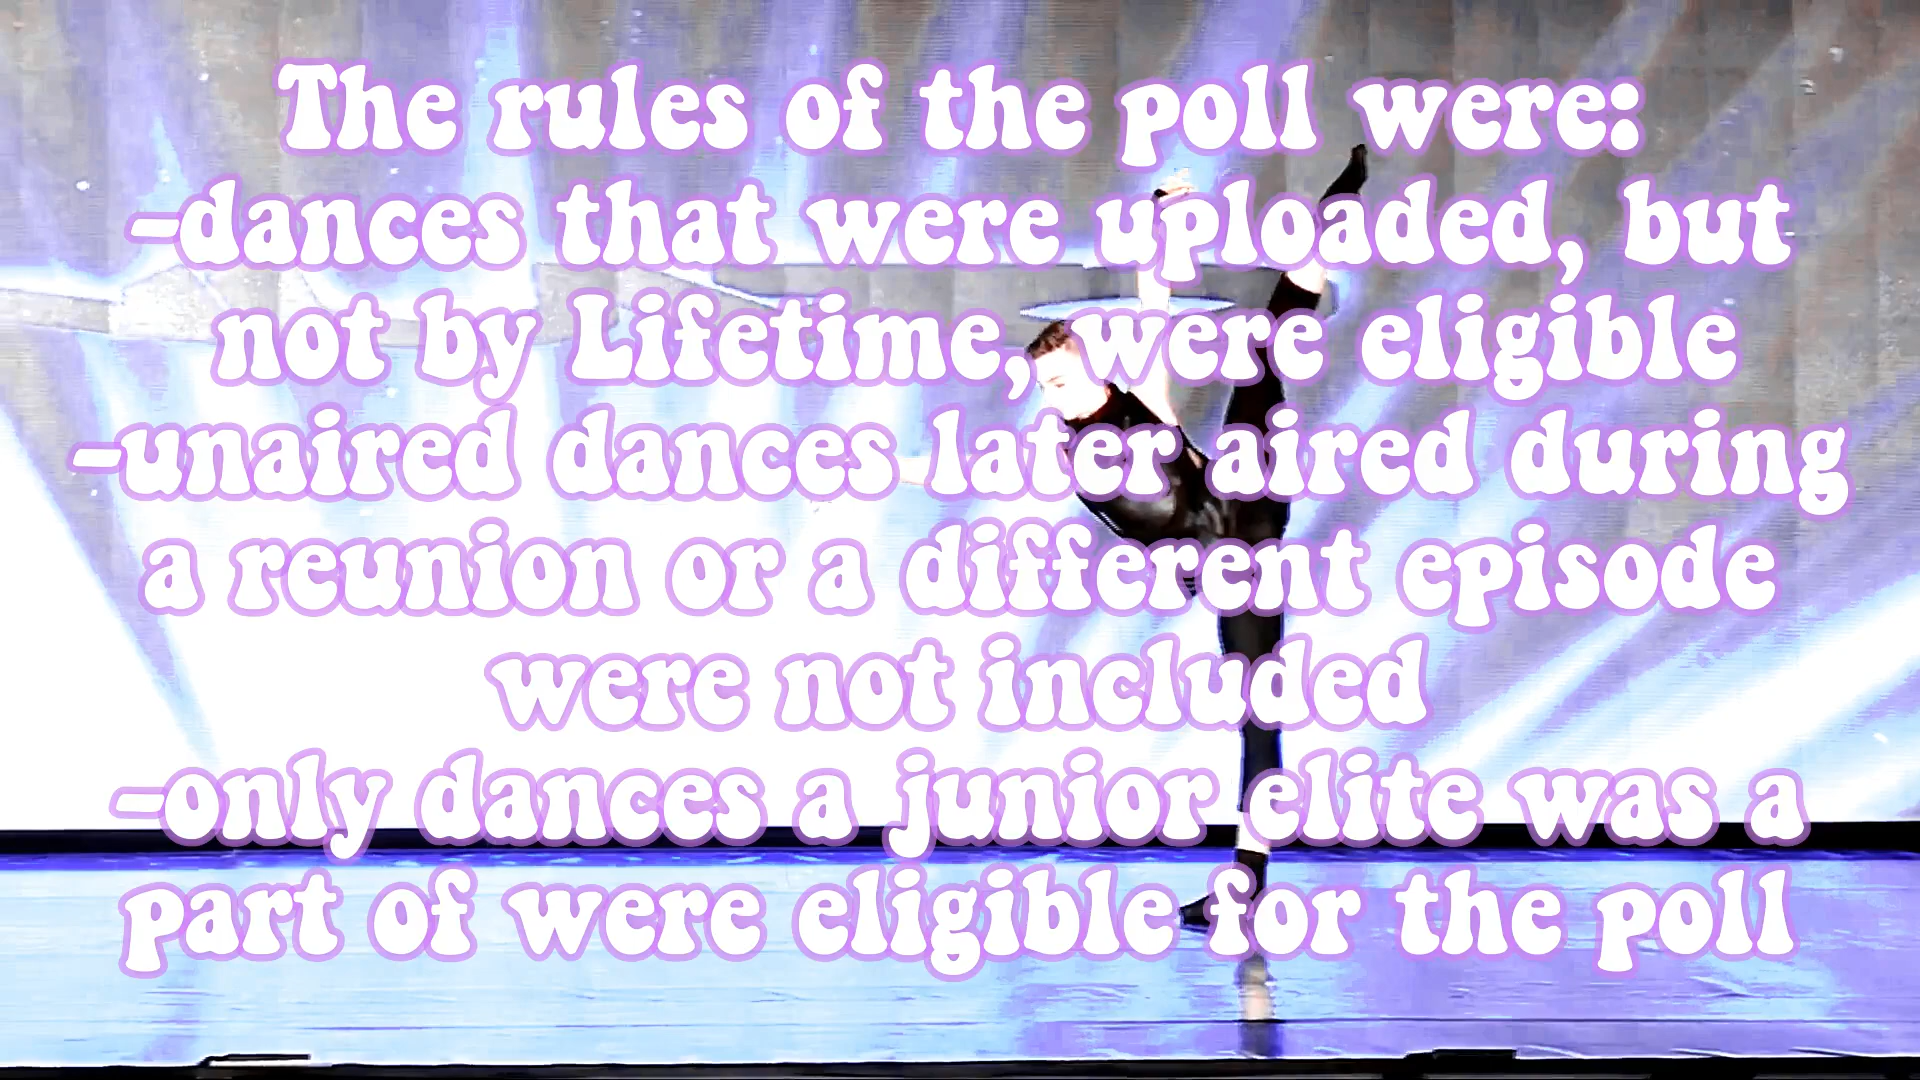 The rules of the poll were:
-dances that were uploaded, but
not by Lifetime, were eligible
-unaired dances later aired during
a reunion or a different episode
were not included
-only dances a junior elite was a
part of were eligible for the poll